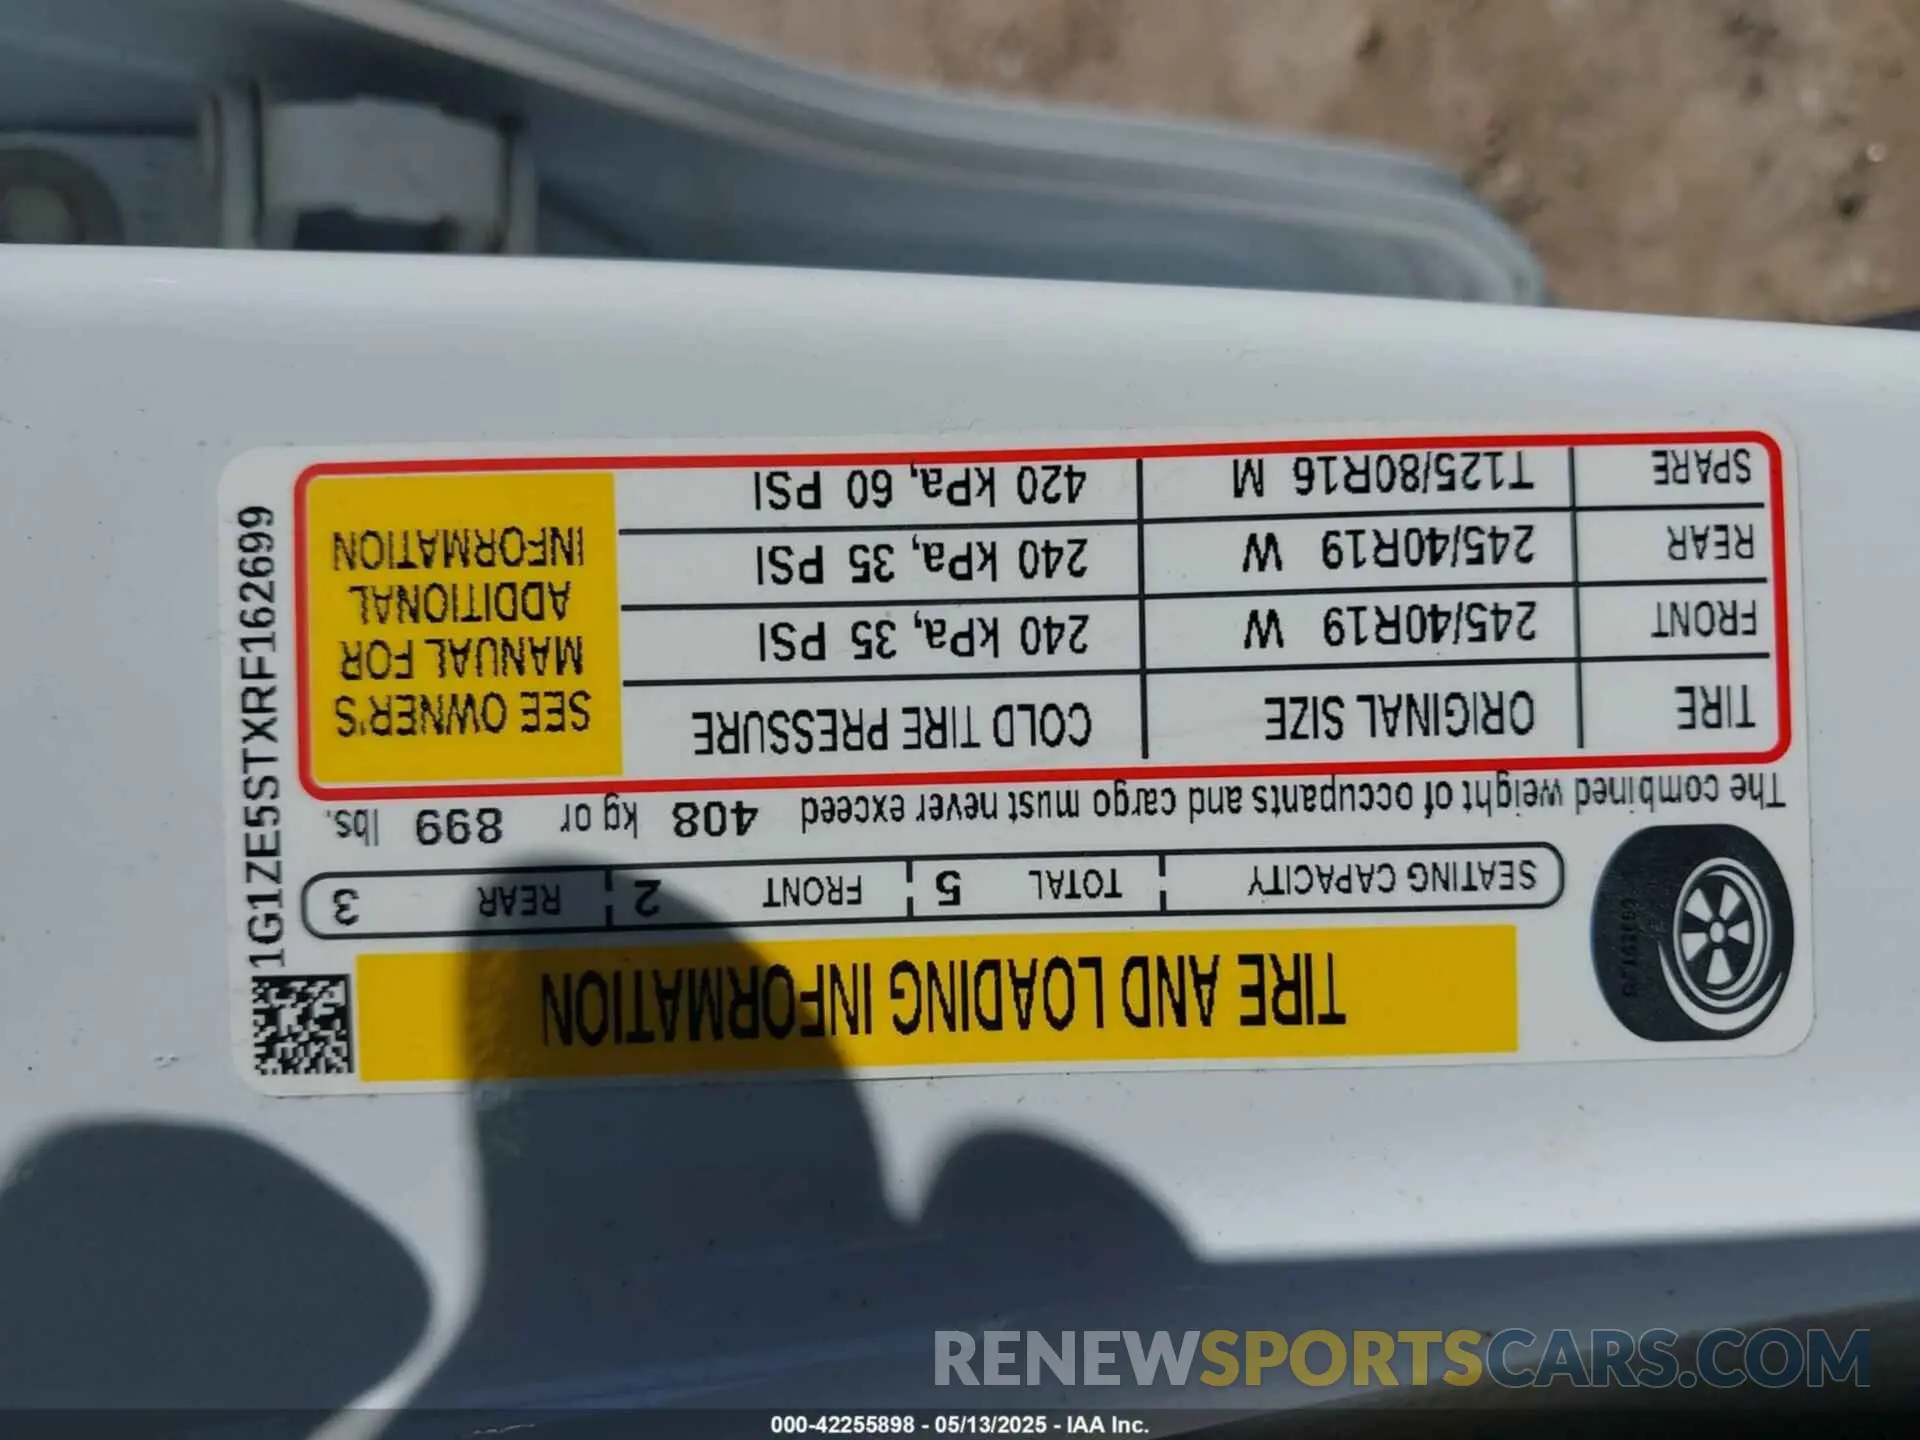 TIRE AND LOADING INFORMATION
SEATING CAPACITY TOTAL 5 FRONT 2 REAR 3
The combined weight of occupants and cargo must never exceed 408 kg or 899 lbs.
TIRE ORIGINAL SIZE COLD TIRE PRESSURE
FRONT 245/40R19 W 240 kPa, 35 PSI
REAR 245/40R19 W 240 kPa, 35 PSI
SPARE T125/80R16 M 420 kPa, 60 PSI
SEE OWNER'S
MANUAL FOR
ADDITIONAL
INFORMATION
1G1ZE5STXRF162699
RF162699
RENEWSPORTSCARS.COM
000-42255898 - 05/13/2025 - IAA Inc.